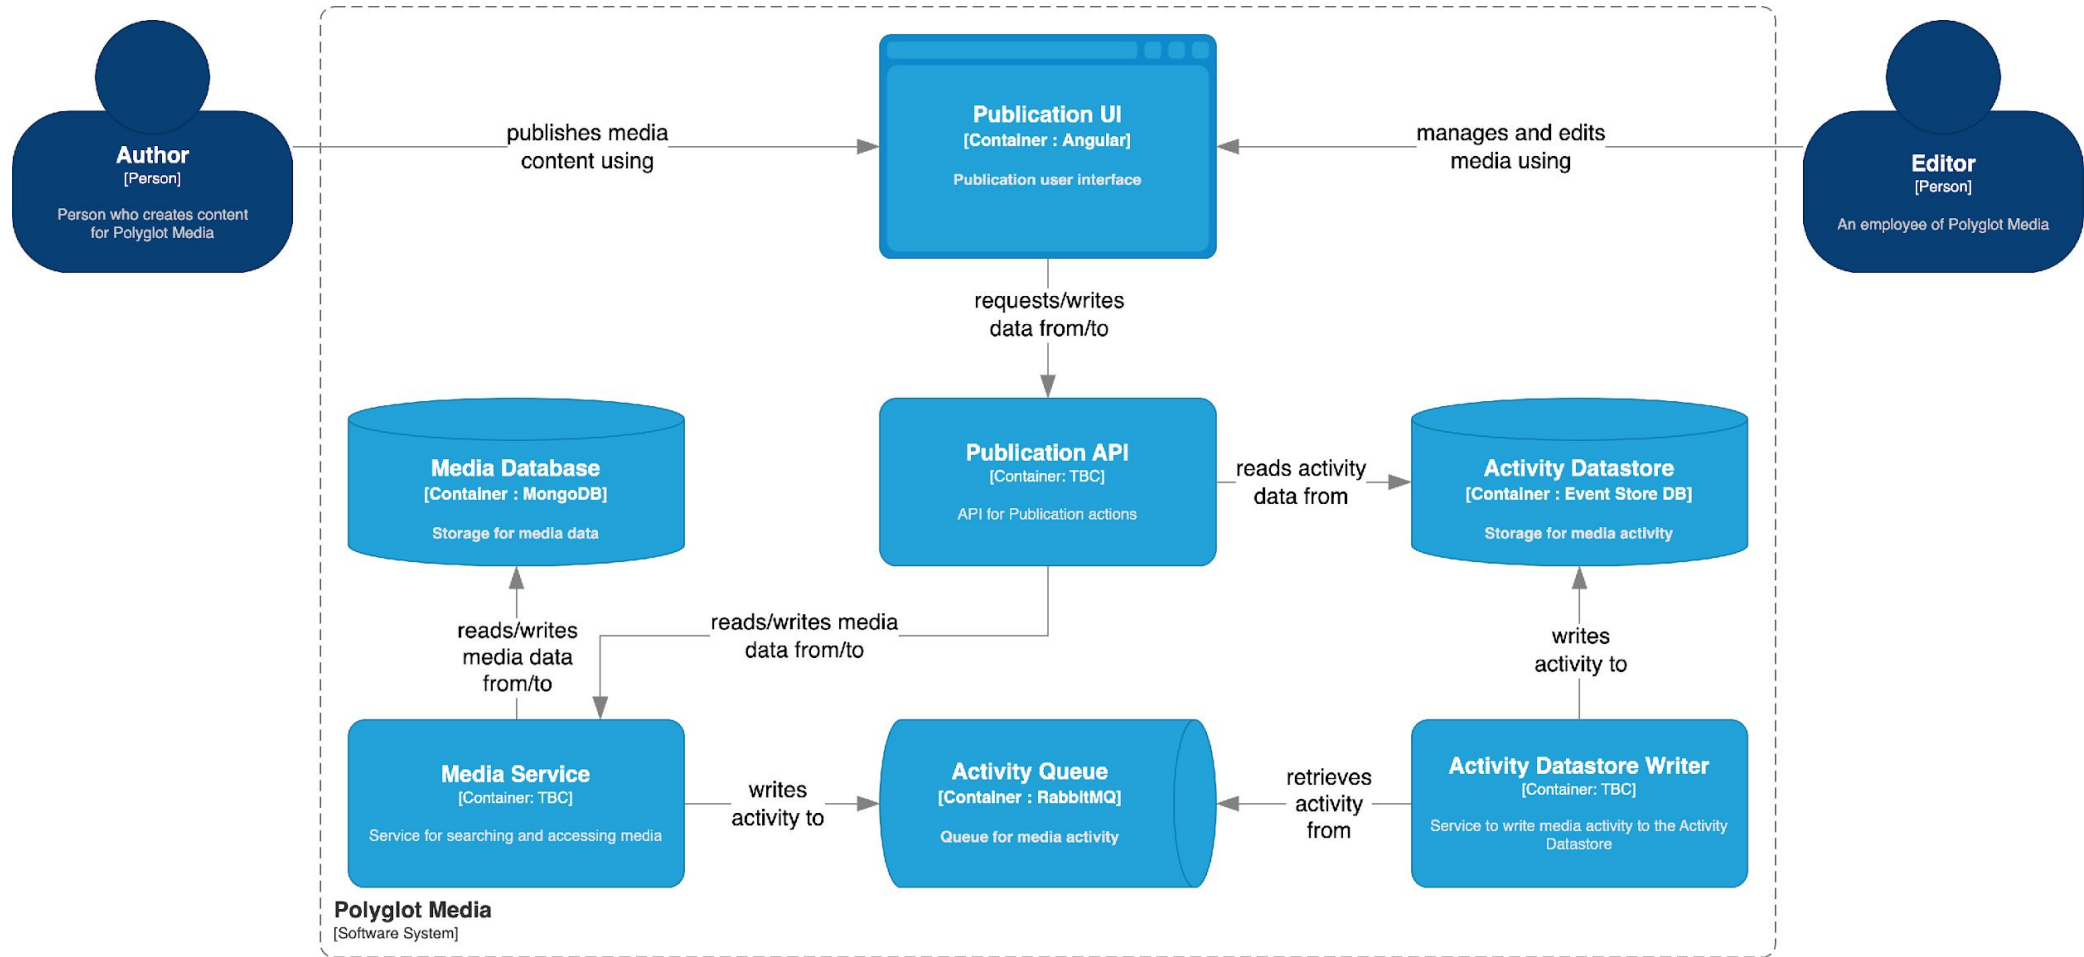 Author
[Person]
Person who creates content
for Polyglot Media
publishes media
content using
Publication UI
[Container : Angular]
Publication user interface
manages and edits
media using
Editor
[Person]
An employee of Polyglot Media
requests/writes
data from/to
Media Database
[Container : MongoDB]
Storage for media data
Publication API
[Container: TBC]
API for Publication actions
reads activity
data from
Activity Datastore
[Container : Event Store DB]
Storage for media activity
reads/writes
media data
from/to
reads/writes media
data from/to
writes
activity to
Media Service
[Container: TBC]
Service for searching and accessing media
writes
activity to
Activity Queue
[Container : RabbitMQ]
Queue for media activity
retrieves
activity
from
Activity Datastore Writer
[Container: TBC]
Service to write media activity to the Activity
Datastore
Polyglot Media
[Software System]